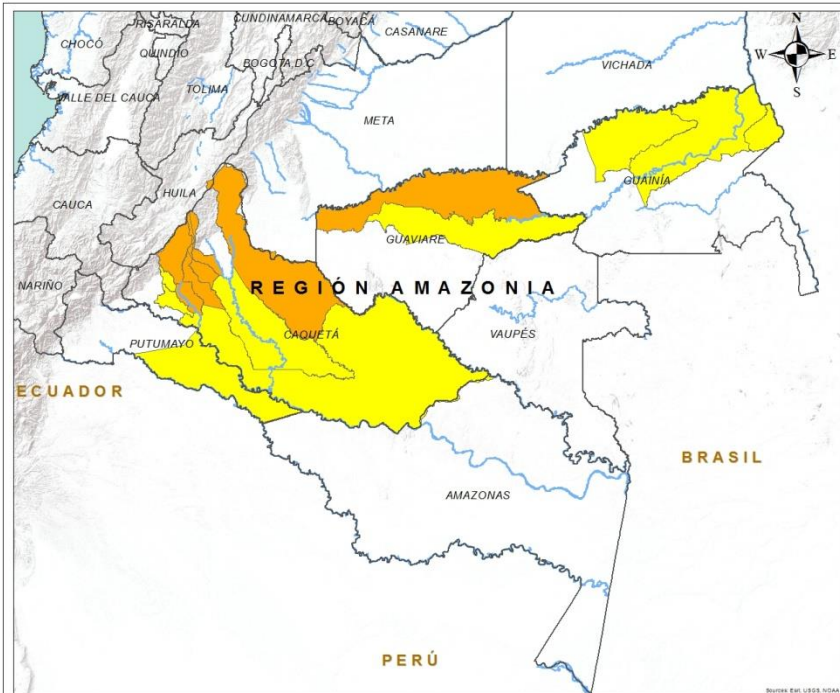 RISARALDA
CUNDINAMARCA
BOYACÁ
CASANARE
N
CHOCÓ
QUINDIO
BOGOTA D.C
VICHADA
W
E
S
VALLE DEL CAUCA
TOLIMA
META
HUILA
GUAINÍA
CAUCA
GUAVIARE
NARIÑO
REGIÓN AMAZONIA
CAQUETÁ
VAUPÉS
PUTUMAYO
ECUADOR
BRASIL
AMAZONAS
PERÚ
Sources: Esri, USGS, NOAA